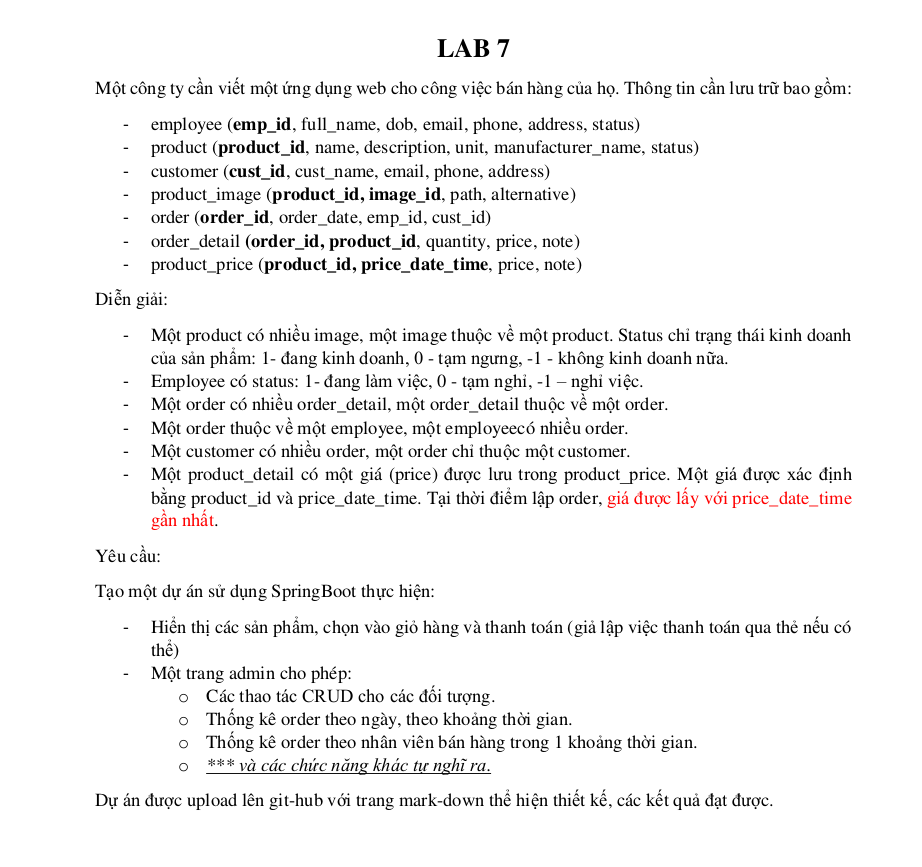 LAB 7
Một công ty cần viết một ứng dụng web cho công việc bán hàng của họ. Thông tin cần lưu trữ bao gồm:
- employee (emp_id, full_name, dob, email, phone, address, status)
- product (product_id, name, description, unit, manufacturer_name, status)
- customer (cust_id, cust_name, email, phone, address)
- product_image (product_id, image_id, path, alternative)
- order (order_id, order_date, emp_id, cust_id)
- order_detail (order_id, product_id, quantity, price, note)
- product_price (product_id, price_date_time, price, note)
Diễn giải:
- Một product có nhiều image, một image thuộc về một product. Status chỉ trạng thái kinh doanh
của sản phẩm: 1- đang kinh doanh, 0 - tạm ngưng, -1 - không kinh doanh nữa.
- Employee có status: 1- đang làm việc, 0 - tạm nghỉ, -1 – nghỉ việc.
- Một order có nhiều order_detail, một order_detail thuộc về một order.
- Một order thuộc về một employee, một employeecó nhiều order.
- Một customer có nhiều order, một order chỉ thuộc một customer.
- Một product_detail có một giá (price) được lưu trong product_price. Một giá được xác định
bằng product_id và price_date_time. Tại thời điểm lập order, giá được lấy với price_date_time
gần nhất.
Yêu cầu:
Tạo một dự án sử dụng SpringBoot thực hiện:
- Hiển thị các sản phẩm, chọn vào giỏ hàng và thanh toán (giả lập việc thanh toán qua thẻ nếu có
thể)
- Một trang admin cho phép:
o Các thao tác CRUD cho các đối tượng.
o Thống kê order theo ngày, theo khoảng thời gian.
o Thống kê order theo nhân viên bán hàng trong 1 khoảng thời gian.
o *** và các chức năng khác tự nghĩ ra.
Dự án được upload lên git-hub với trang mark-down thể hiện thiết kế, các kết quả đạt được.